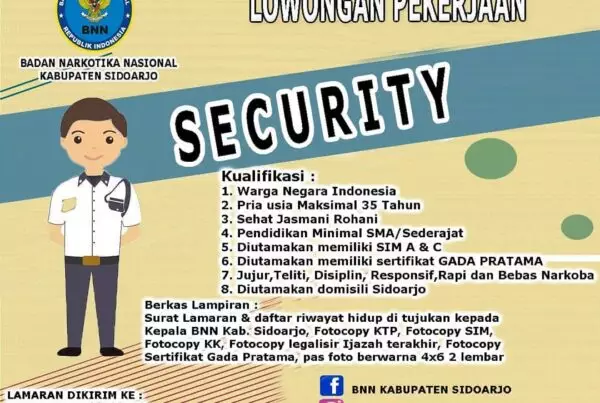 LOWONGAN PEKERJAAN
REPUBLIK INDONESIA
BNN
BADAN NARKOTIKA NASIONAL
KABUPATEN SIDOARJO
SECURITY
Kualifikasi :
1. Warga Negara Indonesia
2. Pria usia Maksimal 35 Tahun
3. Sehat Jasmani Rohani
4. Pendidikan Minimal SMA/Sederajat
5. Diutamakan memiliki SIM A & C
6. Diutamakan memiliki sertifikat GADA PRATAMA
7. Jujur,Teliti, Disiplin, Responsif,Rapi dan Bebas Narkoba
8. Diutamakan domisili Sidoarjo
Berkas Lampiran :
Surat Lamaran & daftar riwayat hidup di tujukan kepada
Kepala BNN Kab. Sidoarjo, Fotocopy KTP, Fotocopy SIM,
Fotocopy KK, Fotocopy legalisir Ijazah terakhir, Fotocopy
Sertifikat Gada Pratama, pas foto berwarna 4x6 2 lembar
BNN KABUPATEN SIDOARJO
LAMARAN DIKIRIM KE :